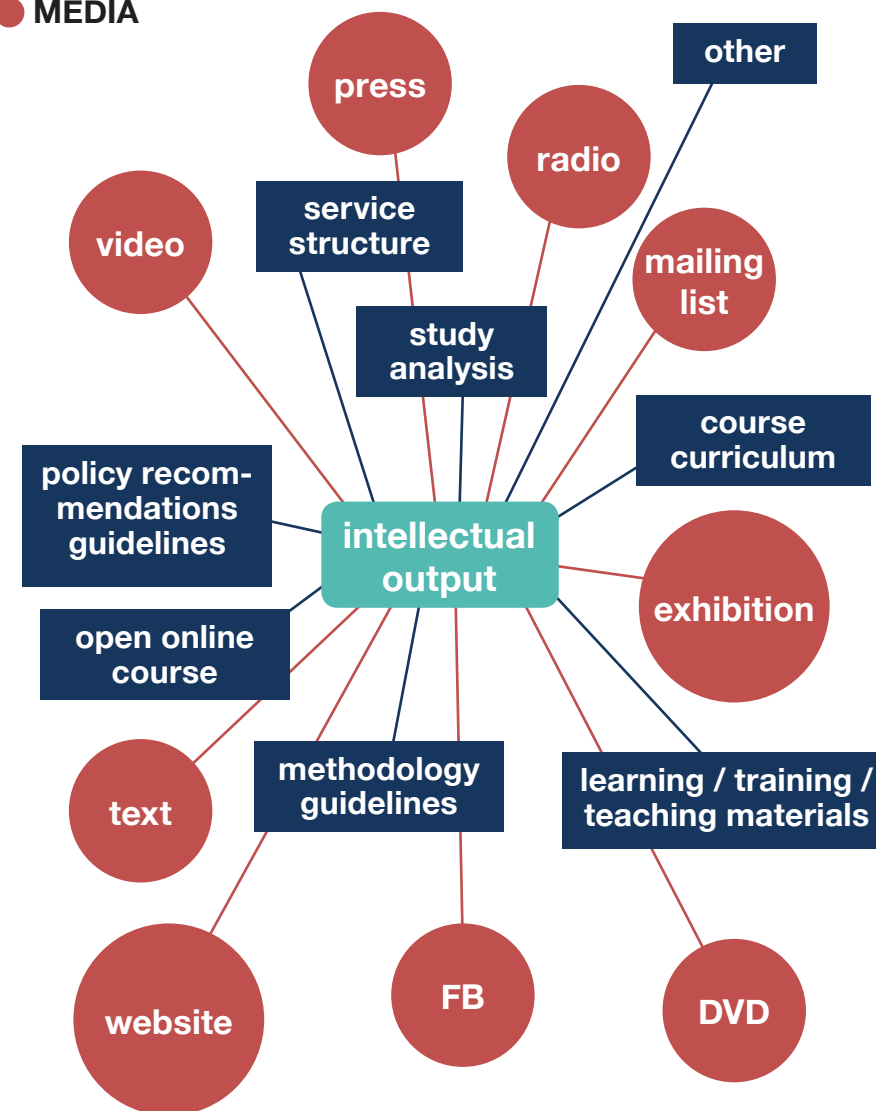 MEDIA
press
other
radio
service
structure
video
mailing
list
study
analysis
course
curriculum
policy recom-
mendations
guidelines
intellectual
output
exhibition
open online
course
methodology
guidelines
learning / training /
teaching materials
text
website
FB
DVD